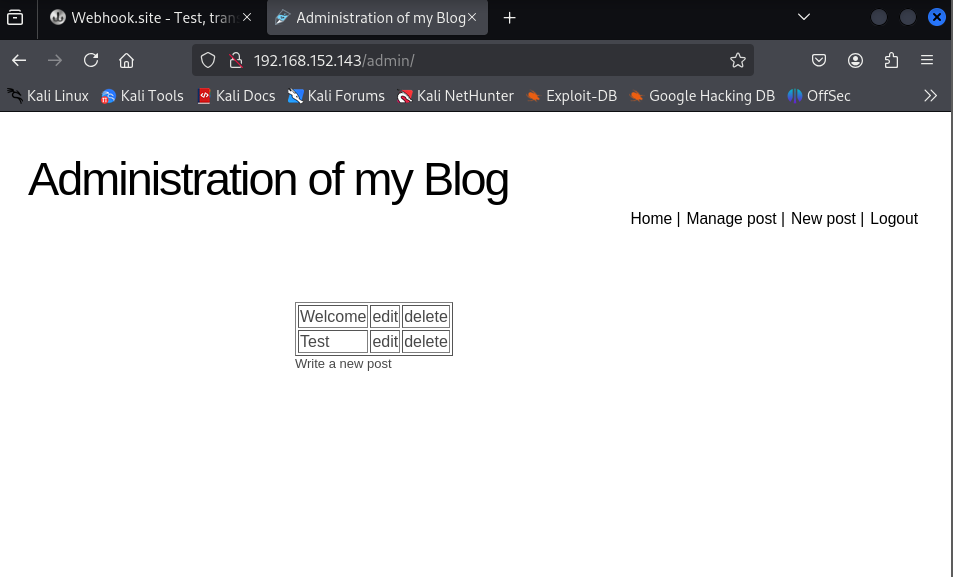 Webhook.site - Test, tran
Administration of my Blog
192.168.152.143/admin/
Kali Linux Kali Tools Kali Docs Kali Forums Kali NetHunter Exploit-DB Google Hacking DB OffSec
Administration of my Blog
Home | Manage post | New post | Logout
Welcome edit delete
Test edit delete
Write a new post